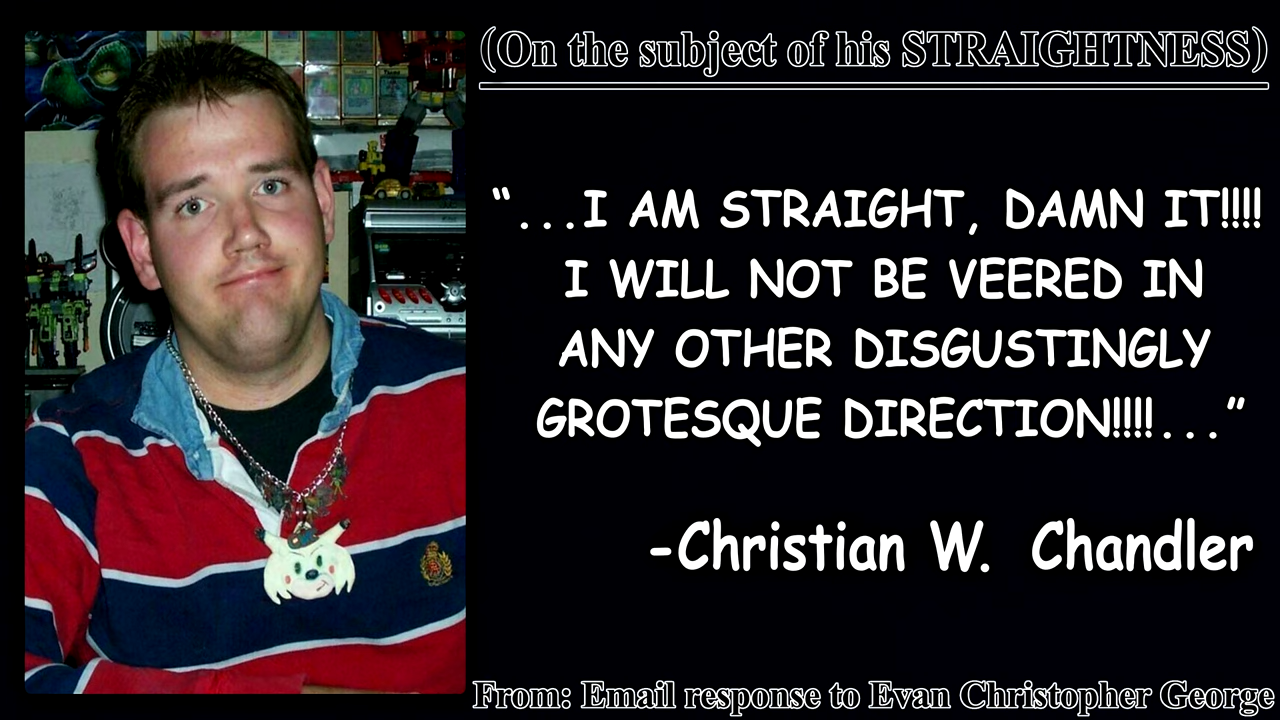 (On the subject of his STRAIGHTNESS)
“...I AM STRAIGHT, DAMN IT!!!!
I WILL NOT BE VEERED IN
ANY OTHER DISGUSTINGLY
GROTESQUE DIRECTION!!!!...”
-Christian W. Chandler
From: Email response to Evan Christopher George